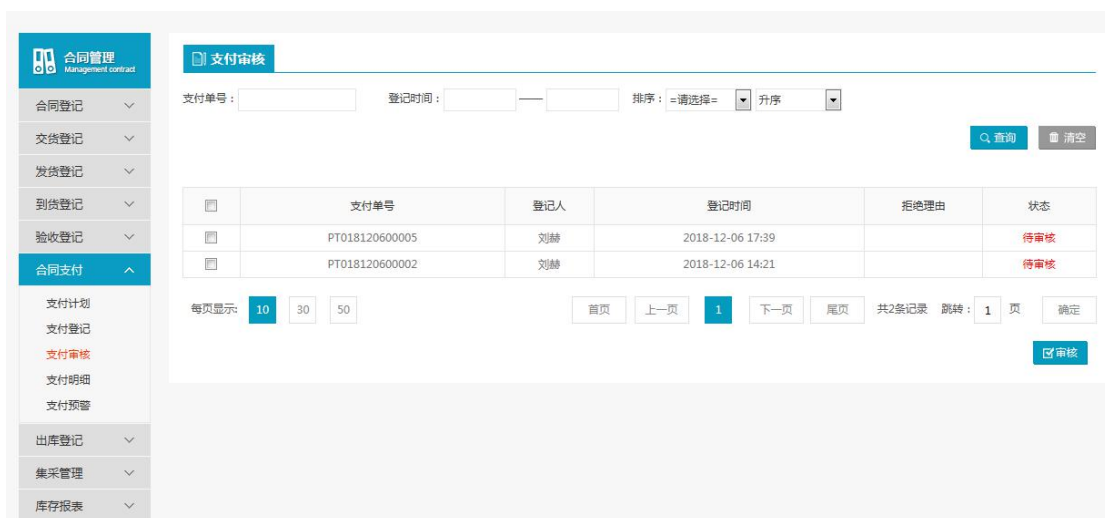 合同管理
Management contract
合同登记
交货登记
发货登记
到货登记
验收登记
合同支付
支付计划
支付登记
支付审核
支付明细
支付预警
出库登记
集采管理
库存报表
支付审核
支付单号： 登记时间： —— 排序： =请选择= 升序
查询 清空
支付单号 登记人 登记时间 拒绝理由 状态
PT018120600005 刘赫 2018-12-06 17:39 待审核
PT018120600002 刘赫 2018-12-06 14:21 待审核
每页显示: 10 30 50 首页 上一页 1 下一页 尾页 共2条记录 跳转： 1 页 确定
审核